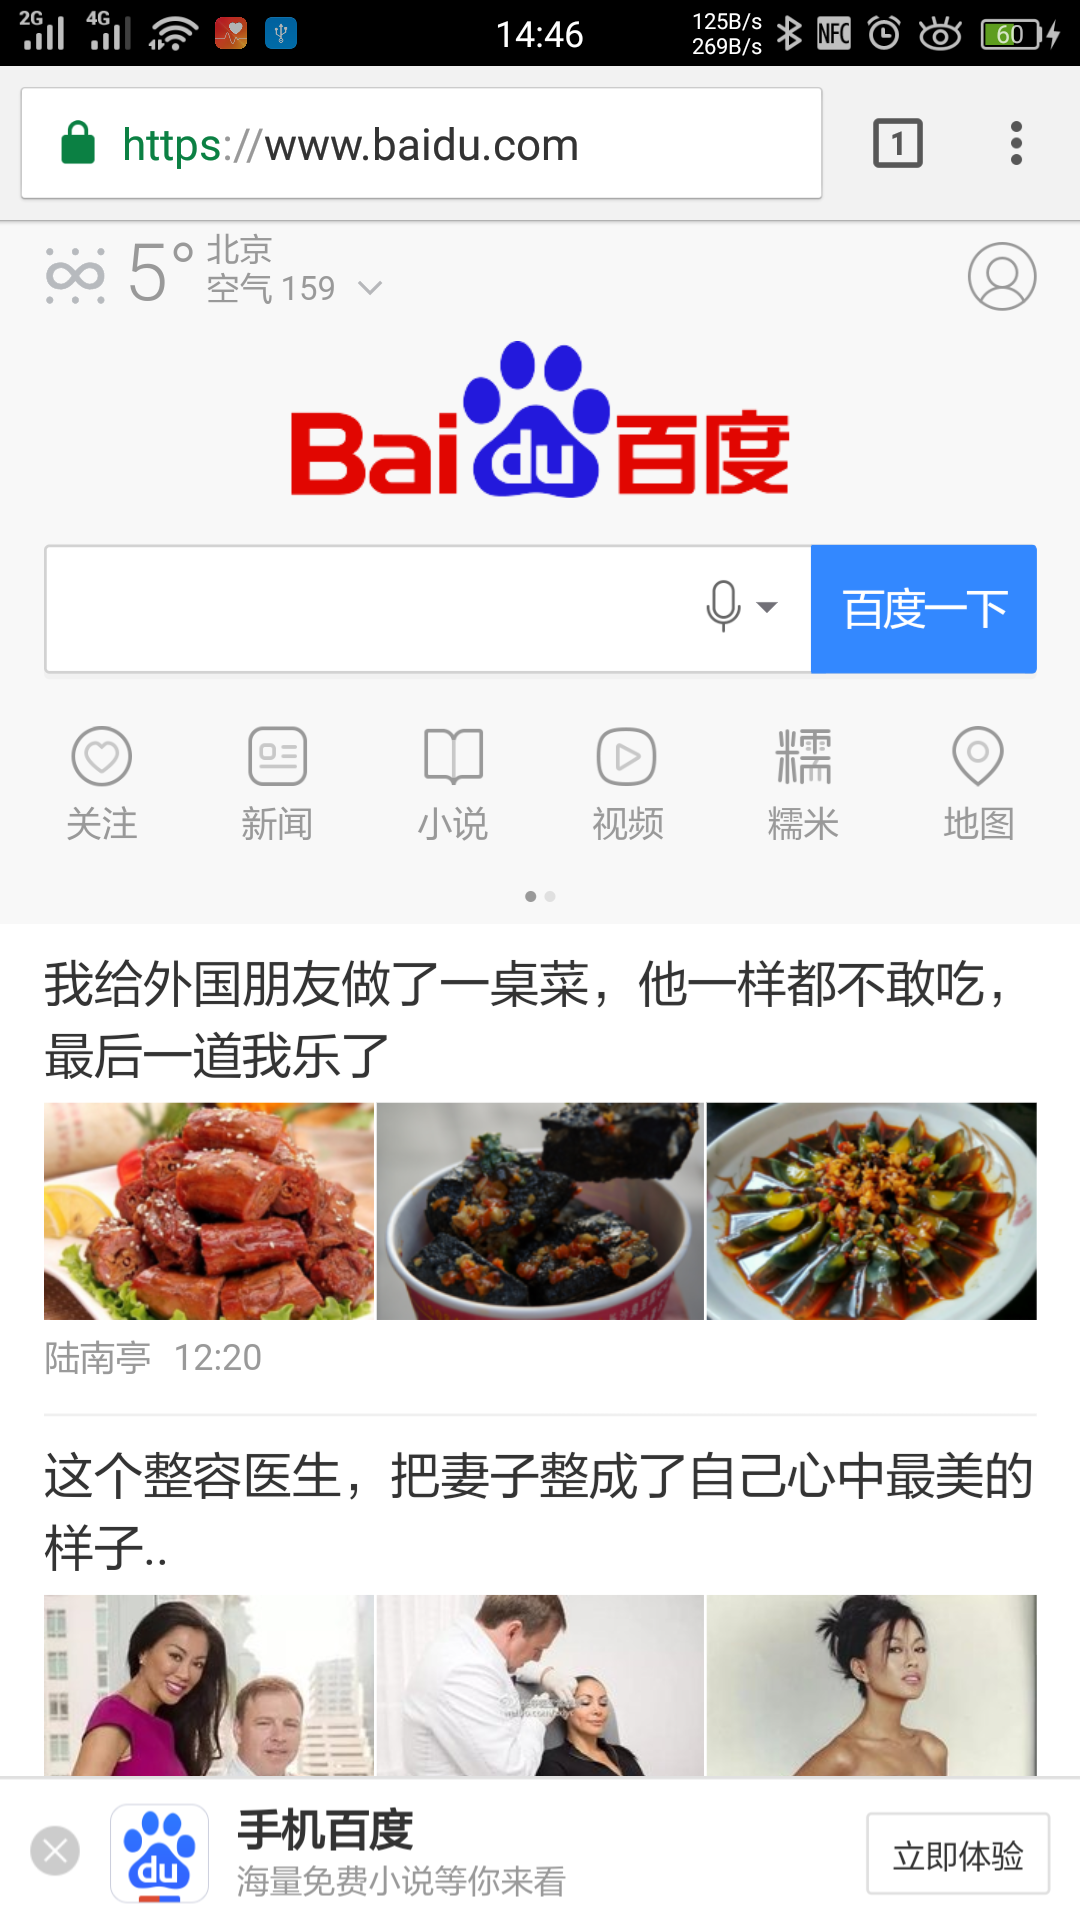 2G 4G 14:46 125B/s NFC 60
269B/s
https://www.baidu.com 1
5° 北京
空气 159
Bai du 百度
百度一下
糯
关注 新闻 小说 视频 糯米 地图
我给外国朋友做了一桌菜，他一样都不敢吃，
最后一道我乐了
陆南亭 12:20
这个整容医生，把妻子整成了自己心中最美的
样子..
du 手机百度
海量免费小说等你来看
立即体验